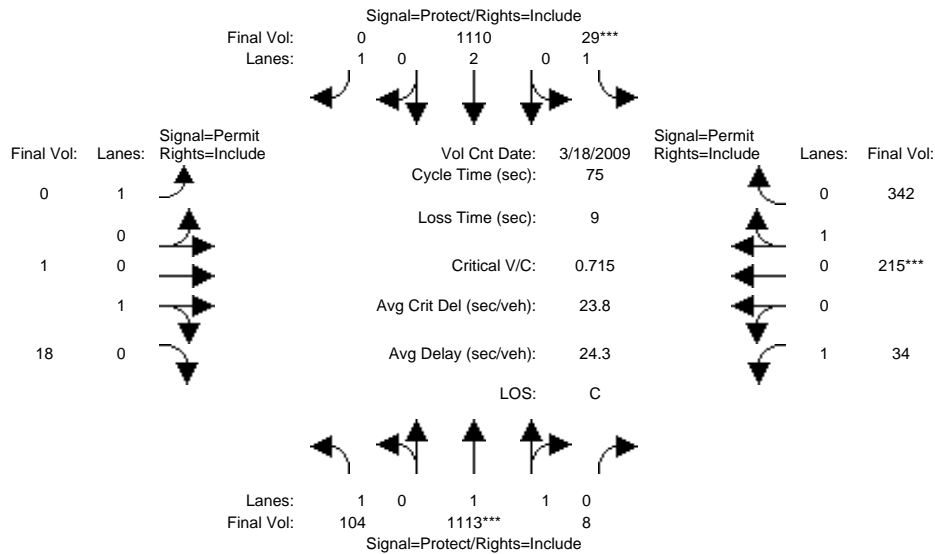 Signal=Protect/Rights=Include
Final Vol: 0 1110 29***
Lanes: 1 0 2 0 1
Signal=Permit Signal=Permit
Final Vol: Lanes: Rights=Include Vol Cnt Date: 3/18/2009 Rights=Include Lanes: Final Vol:
Cycle Time (sec): 75
0 1 0 342
Loss Time (sec): 9
0 1
1 0 Critical V/C: 0.715 0 215***
1 Avg Crit Del (sec/veh): 23.8 0
18 0 Avg Delay (sec/veh): 24.3 1 34
LOS: C
Lanes: 1 0 1 1 0
Final Vol: 104 1113*** 8
Signal=Protect/Rights=Include